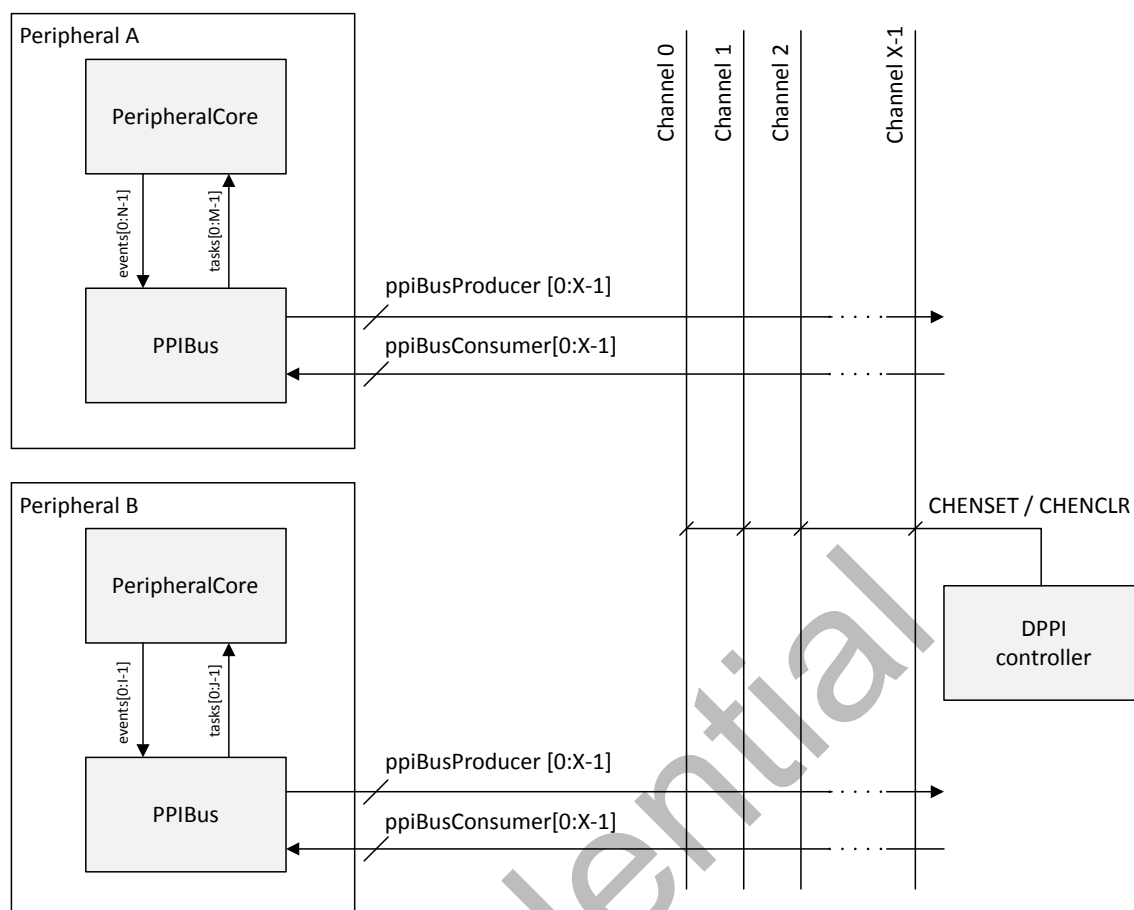 Peripheral A
PeripheralCore
events[0:N-1]
tasks[0:M-1]
PPIBus
ppiBusProducer [0:X-1]
ppiBusConsumer[0:X-1]
Channel 0
Channel 1
Channel 2
Channel X-1
Peripheral B
PeripheralCore
events[0:I-1]
tasks[0:J-1]
PPIBus
ppiBusProducer [0:X-1]
ppiBusConsumer[0:X-1]
CHENSET / CHENCLR
DPPI
controller
dential